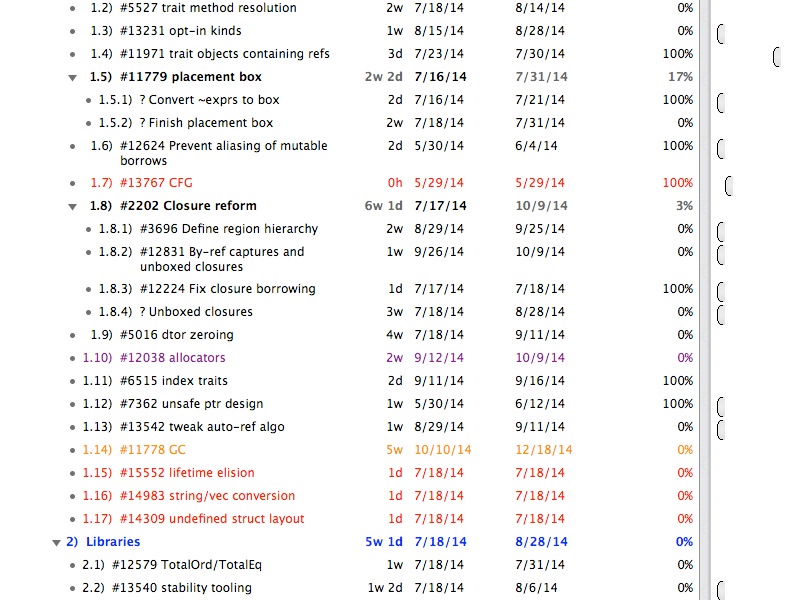 1.2) #5527 trait method resolution 2w 7/18/14 8/14/14 0%
1.3) #13231 opt-in kinds 1w 8/15/14 8/28/14 0%
1.4) #11971 trait objects containing refs 3d 7/23/14 7/30/14 100%
1.5) #11779 placement box 2w 2d 7/16/14 7/31/14 17%
1.5.1) ? Convert ~exprs to box 2d 7/16/14 7/21/14 100%
1.5.2) ? Finish placement box 2w 7/18/14 7/31/14 0%
1.6) #12624 Prevent aliasing of mutable 2d 5/30/14 6/4/14 100%
borrows
1.7) #13767 CFG 0h 5/29/14 5/29/14 100%
1.8) #2202 Closure reform 6w 1d 7/17/14 10/9/14 3%
1.8.1) #3696 Define region hierarchy 2w 8/29/14 9/25/14 0%
1.8.2) #12831 By-ref captures and 1w 9/26/14 10/9/14 0%
unboxed closures
1.8.3) #12224 Fix closure borrowing 1d 7/17/14 7/18/14 100%
1.8.4) ? Unboxed closures 3w 7/18/14 8/28/14 0%
1.9) #5016 dtor zeroing 4w 7/18/14 9/11/14 0%
1.10) #12038 allocators 2w 9/12/14 10/9/14 0%
1.11) #6515 index traits 2d 9/11/14 9/16/14 100%
1.12) #7362 unsafe ptr design 1w 5/30/14 6/12/14 100%
1.13) #13542 tweak auto-ref algo 1w 8/29/14 9/11/14 0%
1.14) #11778 GC 5w 10/10/14 12/18/14 0%
1.15) #15552 lifetime elision 1d 7/18/14 7/18/14 0%
1.16) #14983 string/vec conversion 1d 7/18/14 7/18/14 0%
1.17) #14309 undefined struct layout 1d 7/18/14 7/18/14 0%
2) Libraries 5w 1d 7/18/14 8/28/14 0%
2.1) #12579 TotalOrd/TotalEq 1w 7/18/14 7/31/14 0%
2.2) #13540 stability tooling 1w 2d 7/18/14 8/6/14 0%